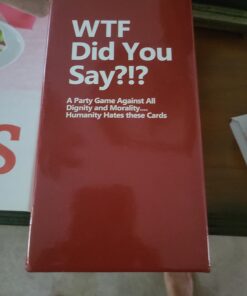 WTF
Did You
Say?!?
A Party Game Against All
Dignity and Morality....
Humanity Hates these Cards
S